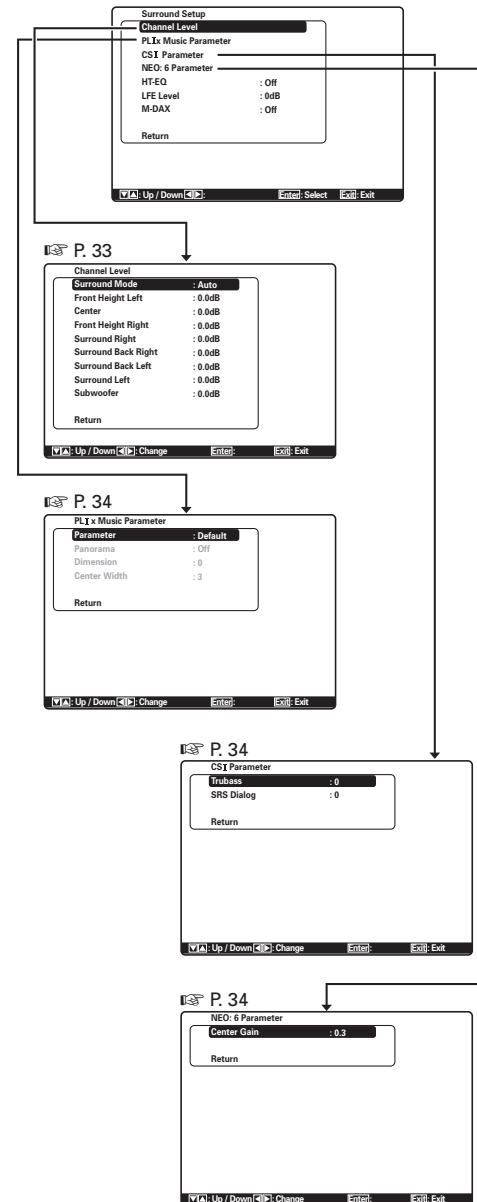 Surround Setup
Channel Level
PLⅡx Music Parameter
CSⅡ Parameter
NEO: 6 Parameter
HT-EQ : Off
LFE Level : 0dB
M-DAX : Off
Return
▼▲: Up / Down ◀▶: Enter: Select Exit: Exit
☞ P. 33
Channel Level
Surround Mode : Auto
Front Height Left : 0.0dB
Center : 0.0dB
Front Height Right : 0.0dB
Surround Right : 0.0dB
Surround Back Right : 0.0dB
Surround Back Left : 0.0dB
Surround Left : 0.0dB
Subwoofer : 0.0dB
Return
▼▲: Up / Down ◀▶: Change Enter: Exit: Exit
☞ P. 34
PLⅡx Music Parameter
Parameter : Default
Panorama : Off
Dimension : 0
Center Width : 3
Return
▼▲: Up / Down ◀▶: Change Enter: Exit: Exit
☞ P. 34
CSⅡ Parameter
Trubass : 0
SRS Dialog : 0
Return
▼▲: Up / Down ◀▶: Change Enter: Exit: Exit
☞ P. 34
NEO: 6 Parameter
Center Gain : 0.3
Return
▼▲: Up / Down ◀▶: Change Enter: Exit: Exit